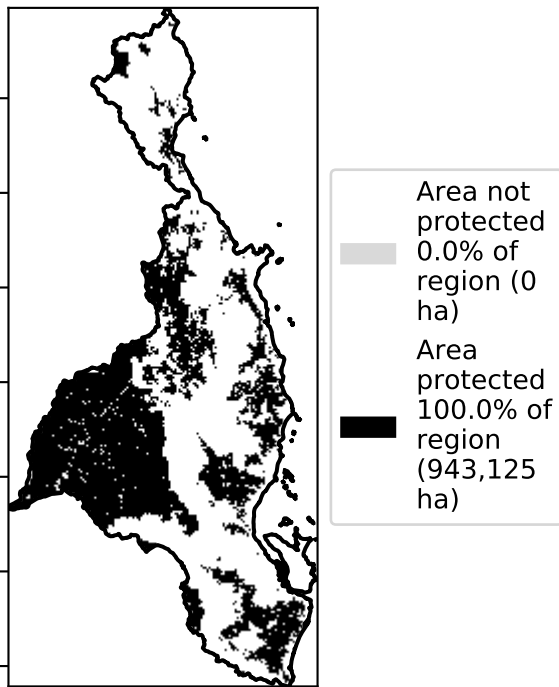 Area not
protected
0.0% of
region (0
ha)
Area
protected
100.0% of
region
(943,125
ha)